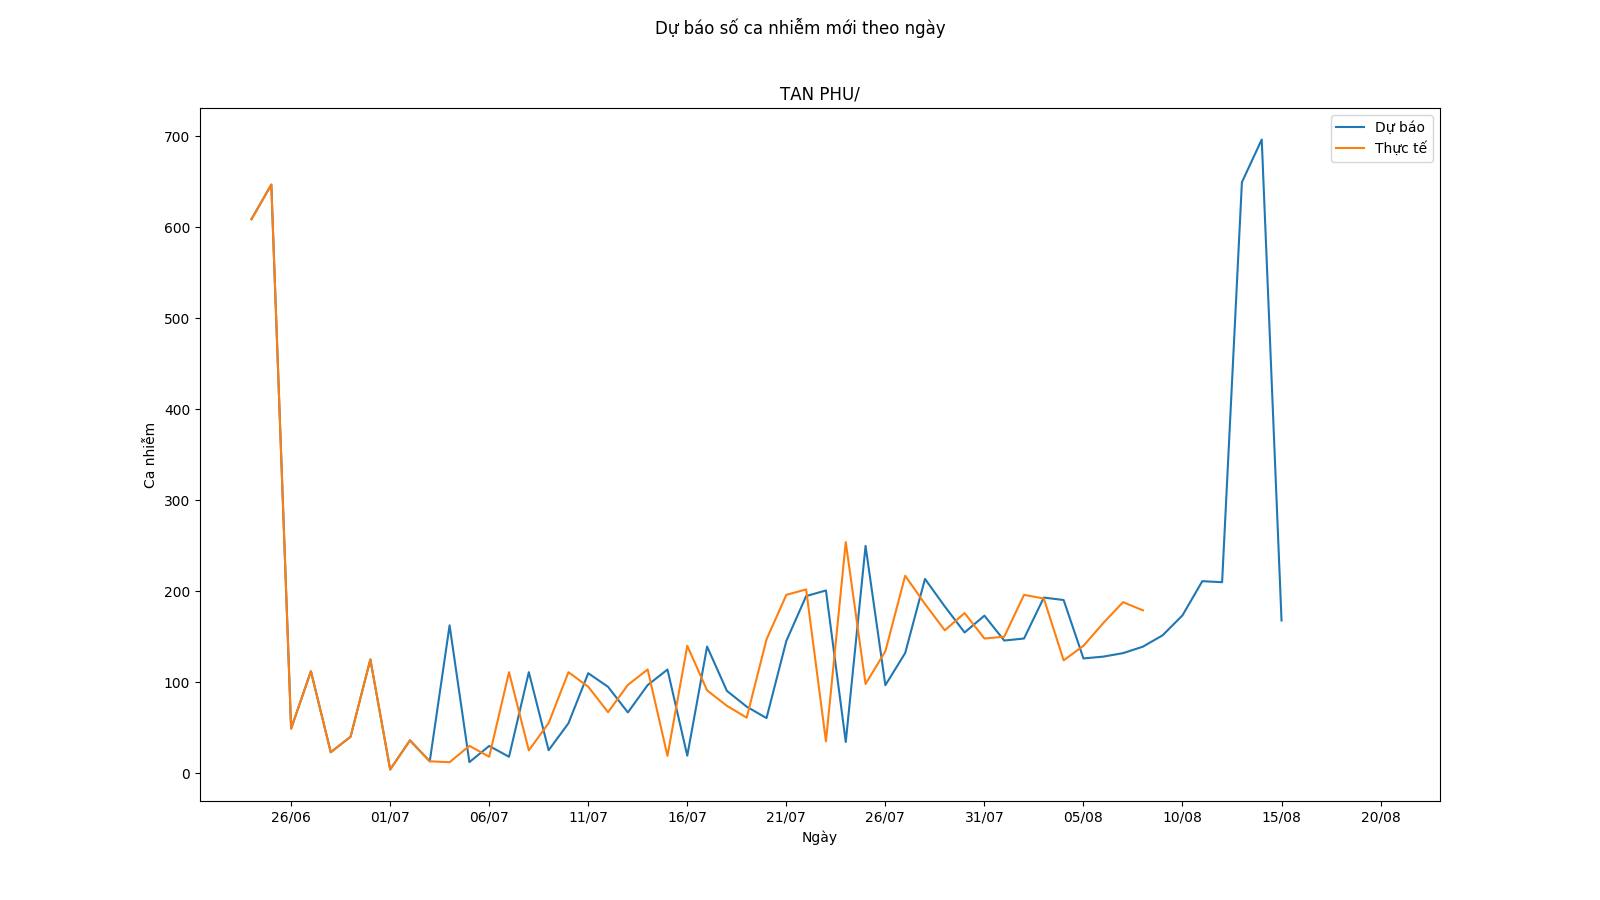 Dự báo số ca nhiễm mới theo ngày
TAN PHU/
Dự báo
Thực tế
700
600
500
400
300
200
100
0
Ca nhiễm
26/06 01/07 06/07 11/07 16/07 21/07 26/07 31/07 05/08 10/08 15/08 20/08
Ngày